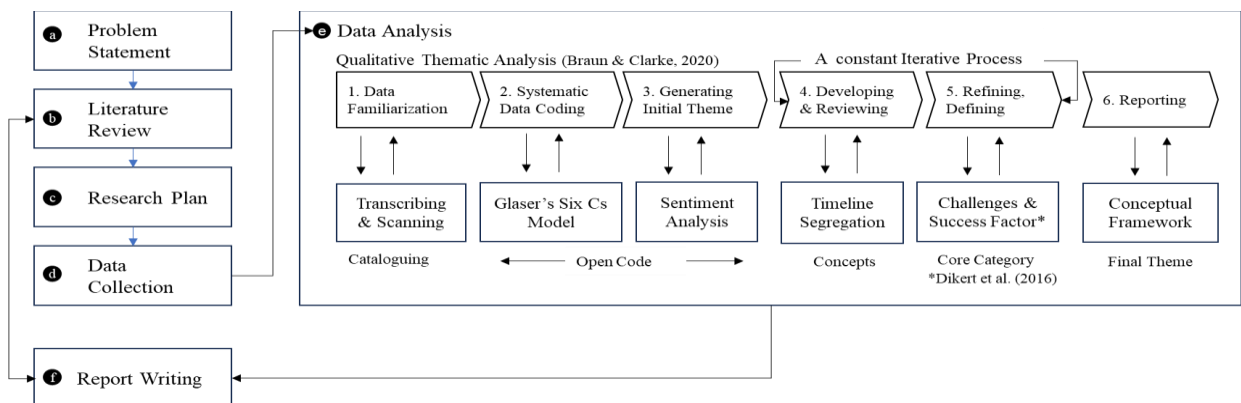 a Problem
Statement
b Literature
Review
c Research Plan
d Data
Collection
f Report Writing
e Data Analysis
Qualitative Thematic Analysis (Braun & Clarke, 2020)
A constant Iterative Process
1. Data
Familiarization
2. Systematic
Data Coding
3. Generating
Initial Theme
4. Developing
& Reviewing
5. Refining,
Defining
6. Reporting
Transcribing
& Scanning
Glaser's Six Cs
Model
Sentiment
Analysis
Timeline
Segregation
Challenges &
Success Factor*
Conceptual
Framework
Cataloguing
Open Code
Concepts
Core Category
*Dikert et al. (2016)
Final Theme